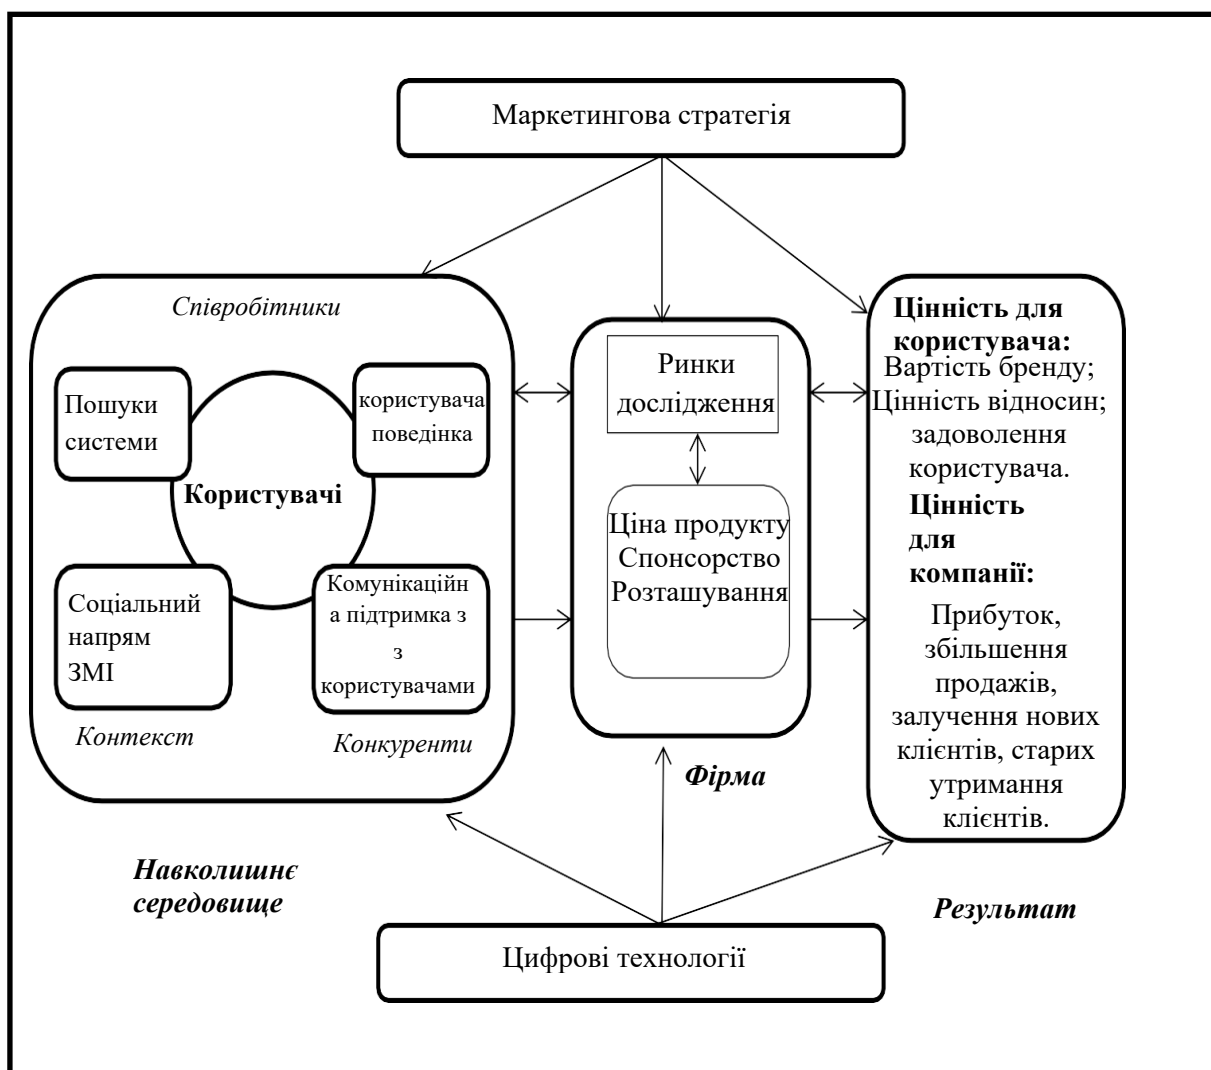 Маркетингова стратегія
Співробітники
Пошуки
системи
користувача
поведінка
Користувачі
Соціальний
напрям
ЗМІ
Комунікаційн
а підтримка з
з
користувачами
Контекст
Конкуренти
Навколишнє
середовище
Ринки
дослідження
Ціна продукту
Спонсорство
Розташування
Фірма
Цінність для
користувача:
Вартість бренду;
Цінність відносин;
задоволення
користувача.
Цінність
для
компанії:
Прибуток,
збільшення
продажів,
залучення нових
клієнтів, старих
утримання
клієнтів.
Результат
Цифрові технології